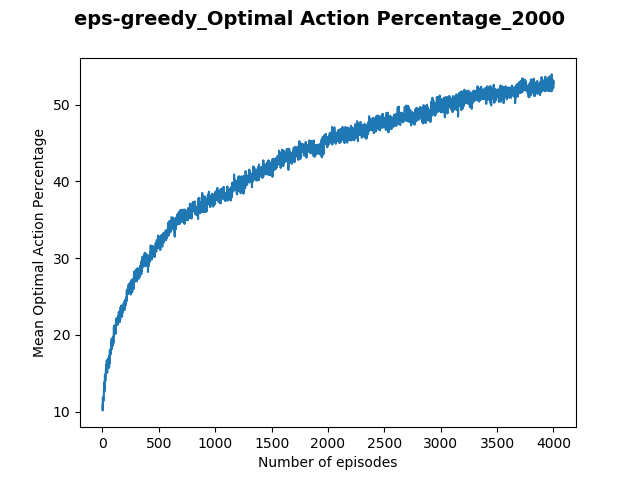 eps-greedy_Optimal Action Percentage_2000
Mean Optimal Action Percentage
50
40
30
20
10
0 500 1000 1500 2000 2500 3000 3500 4000
Number of episodes